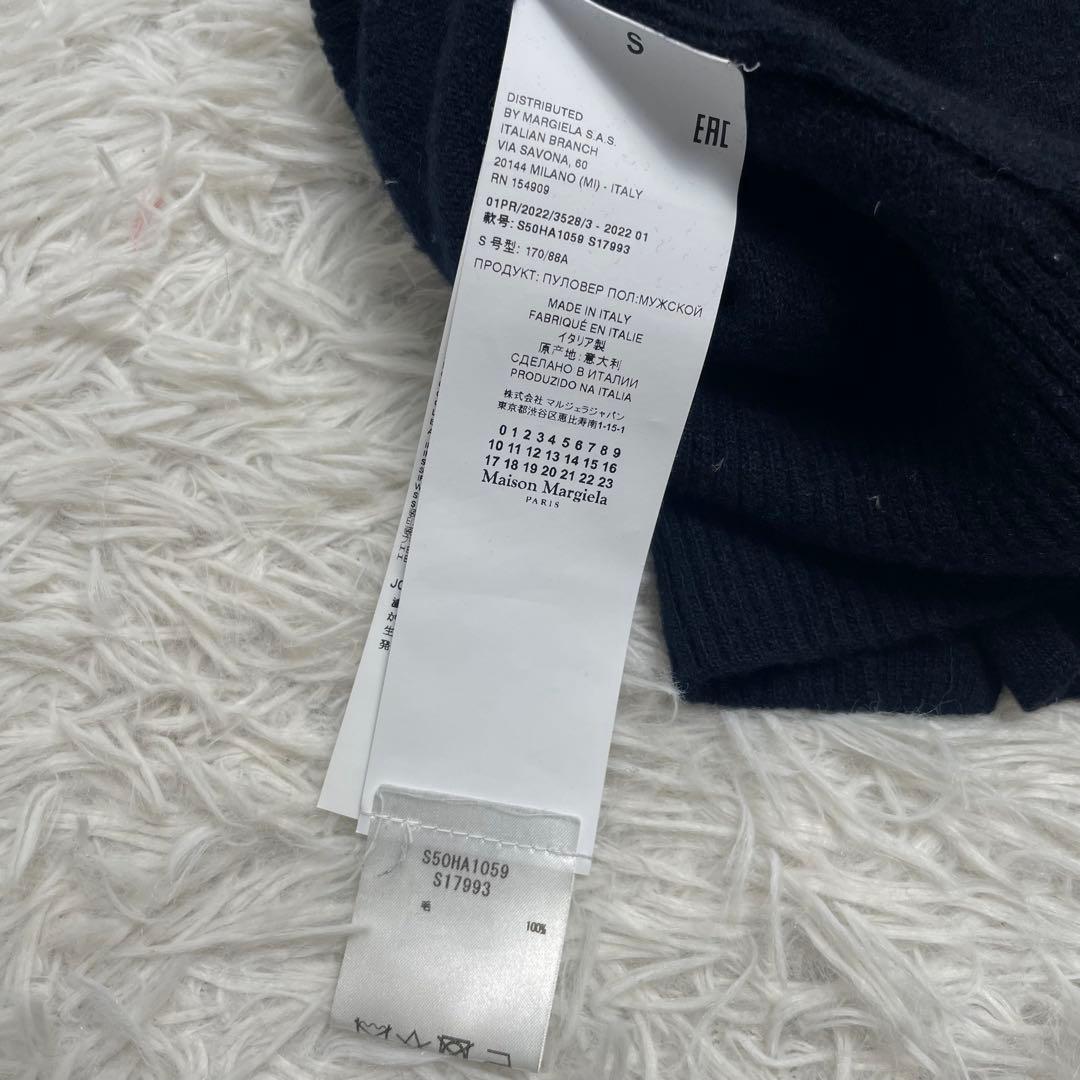 S
EAC
DISTRIBUTED
BY MARGIELA S.A.S.
ITALIAN BRANCH
VIA SAVONA, 60
20144 MILANO (MI) - ITALY
RN 154909
01PR/2022/3528/3 - 2022 01
款号: S50HA1059 S17993
S 号型: 170/88A
ПРОДУКТ: ПУЛОВЕР ПОЛ:МУЖСКОЙ
MADE IN ITALY
FABRIQUÉ EN ITALIE
イタリア製
原产地: 意大利
СДЕЛАНО В ИТАЛИИ
PRODUZIDO NA ITALIA
株式会社 マルジェラジャパン
東京都渋谷区恵比寿南1-15-1
0 1 2 3 4 5 6 7 8 9
10 11 12 13 14 15 16
17 18 19 20 21 22 23
Maison Margiela
PARIS
S50HA1059
S17993
毛 100%